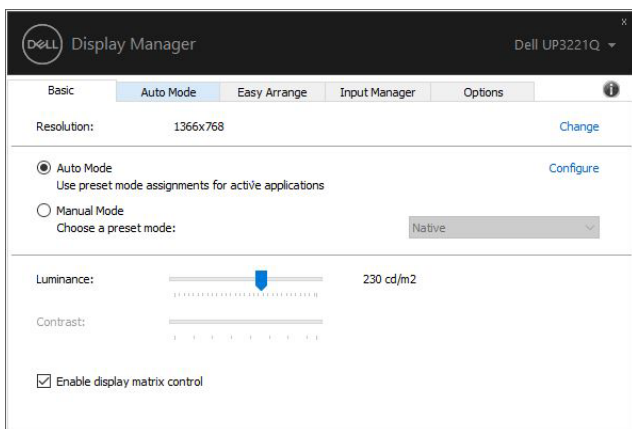 DELL Display Manager Dell UP3221Q
x
Basic Auto Mode Easy Arrange Input Manager Options i
Resolution: 1366x768 Change
Auto Mode Configure
Use preset mode assignments for active applications
Manual Mode
Choose a preset mode: Native
Luminance: 230 cd/m2
Contrast:
Enable display matrix control